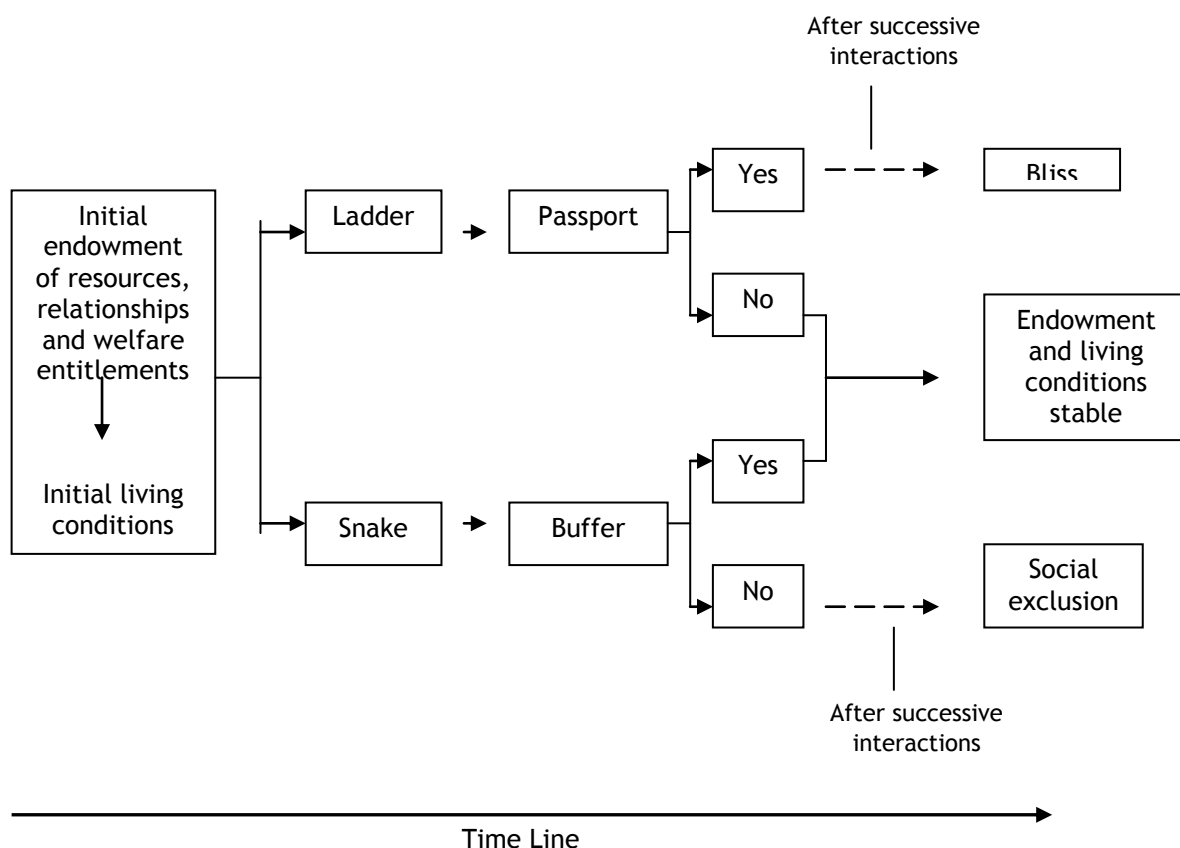 After successive
interactions
Yes
Bliss
Initial
endowment
of resources,
relationships
and welfare
entitlements
Ladder
Passport
No
Endowment
and living
conditions
stable
Yes
Initial living
conditions
Snake
Buffer
No
Social
exclusion
After successive
interactions
Time Line